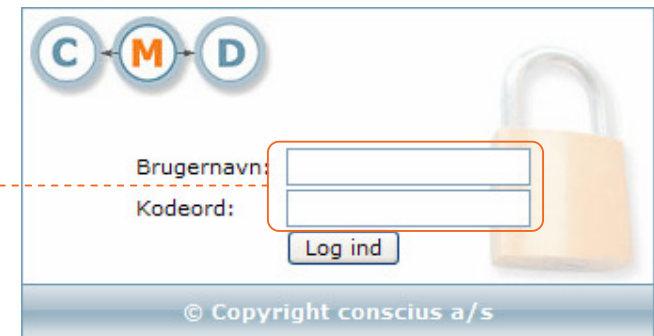 C M D
Brugernavn:
Kodeord:
Log ind
© Copyright conscius a/s